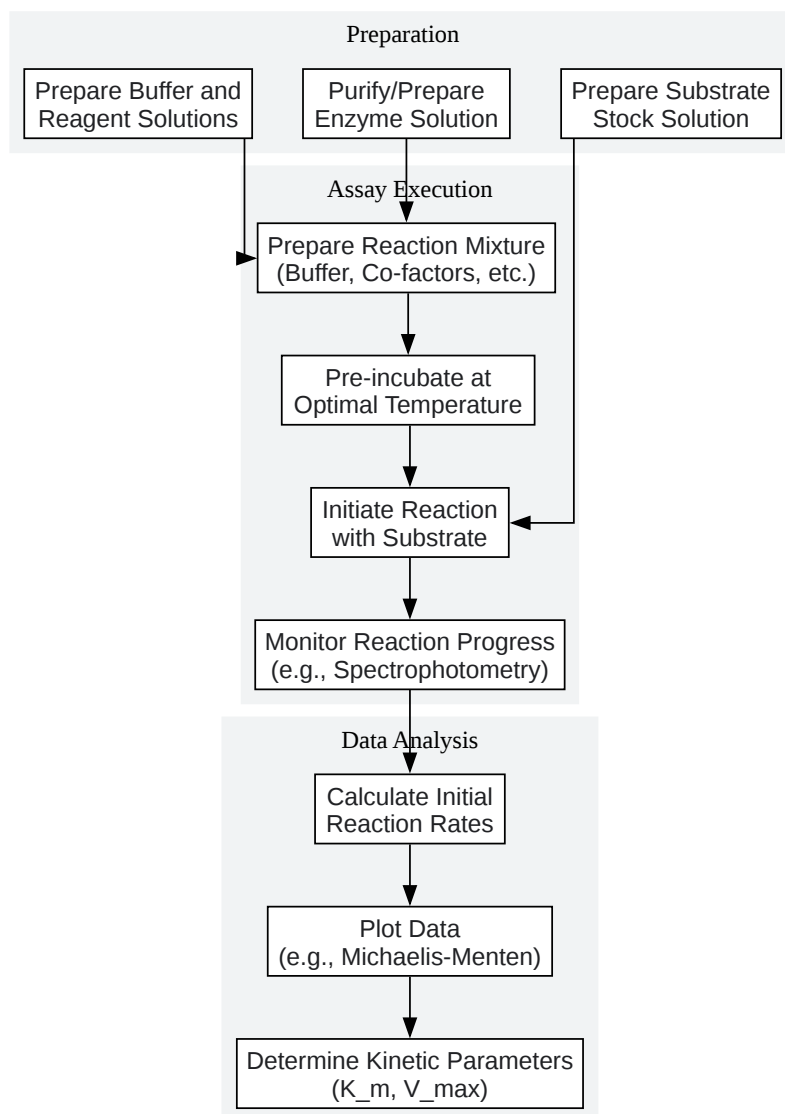 Preparation
Prepare Buffer and
Reagent Solutions
Purify/Prepare
Enzyme Solution
Prepare Substrate
Stock Solution
Assay Execution
Prepare Reaction Mixture
(Buffer, Co-factors, etc.)
Pre-incubate at
Optimal Temperature
Initiate Reaction
with Substrate
Monitor Reaction Progress
(e.g., Spectrophotometry)
Data Analysis
Calculate Initial
Reaction Rates
Plot Data
(e.g., Michaelis-Menten)
Determine Kinetic Parameters
(K_m, V_max)